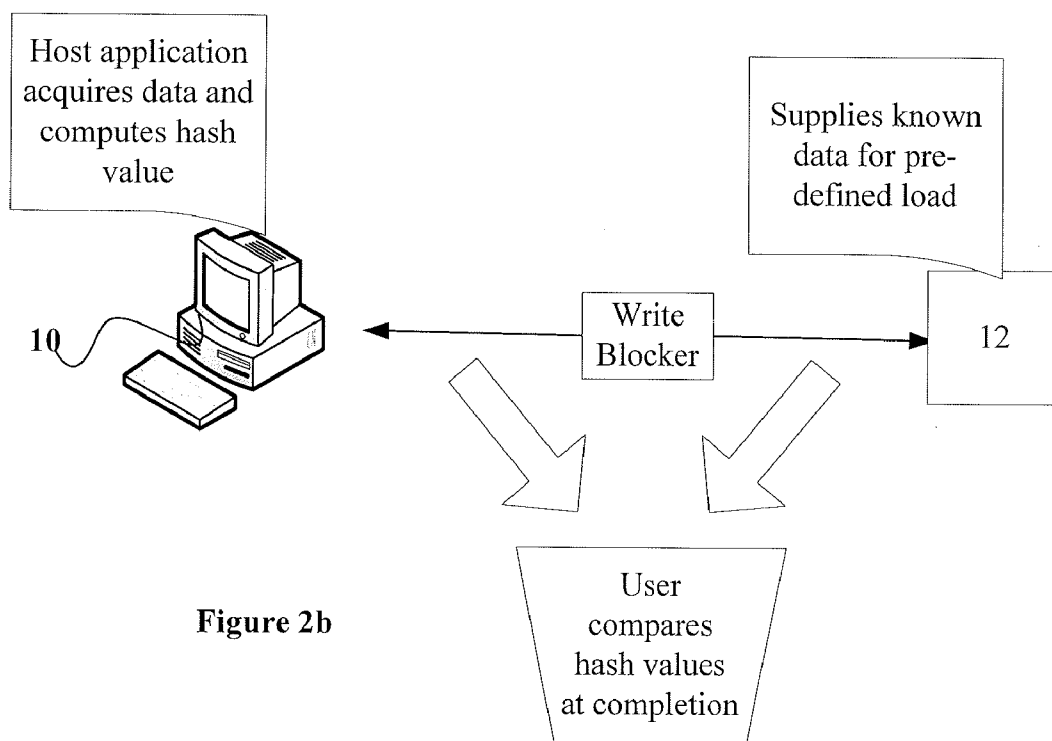 Host application
acquires data and
computes hash
value
Supplies known
data for pre-
defined load
10
Write
Blocker
12
User
compares
hash values
at completion
Figure 2b